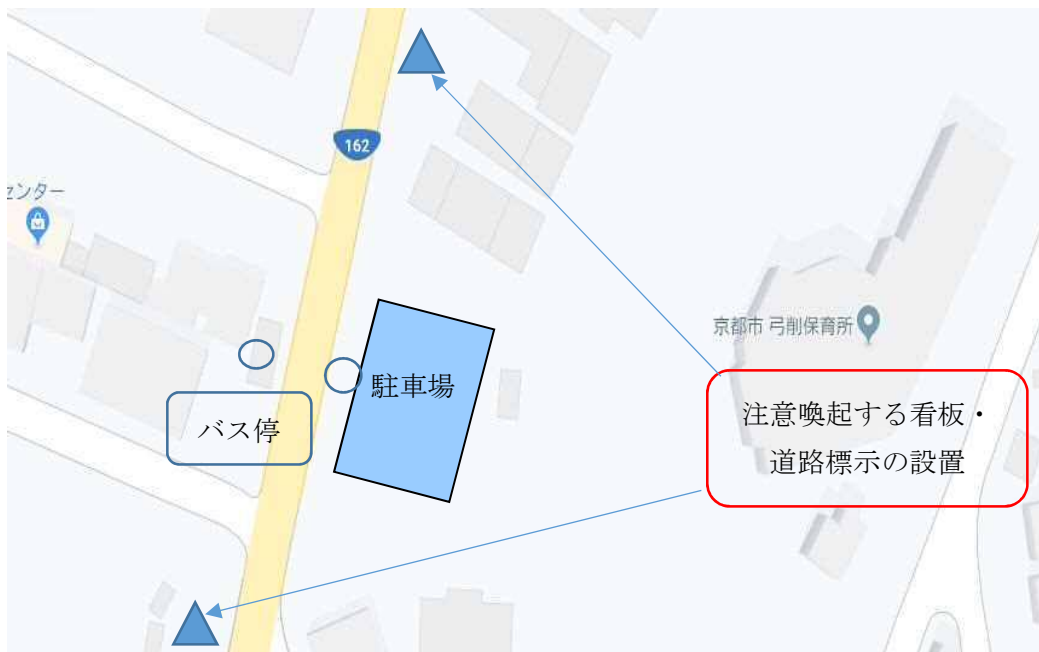 162
センター
京都市 弓削保育所
駐車場
バス停
注意喚起する看板・
道路標示の設置